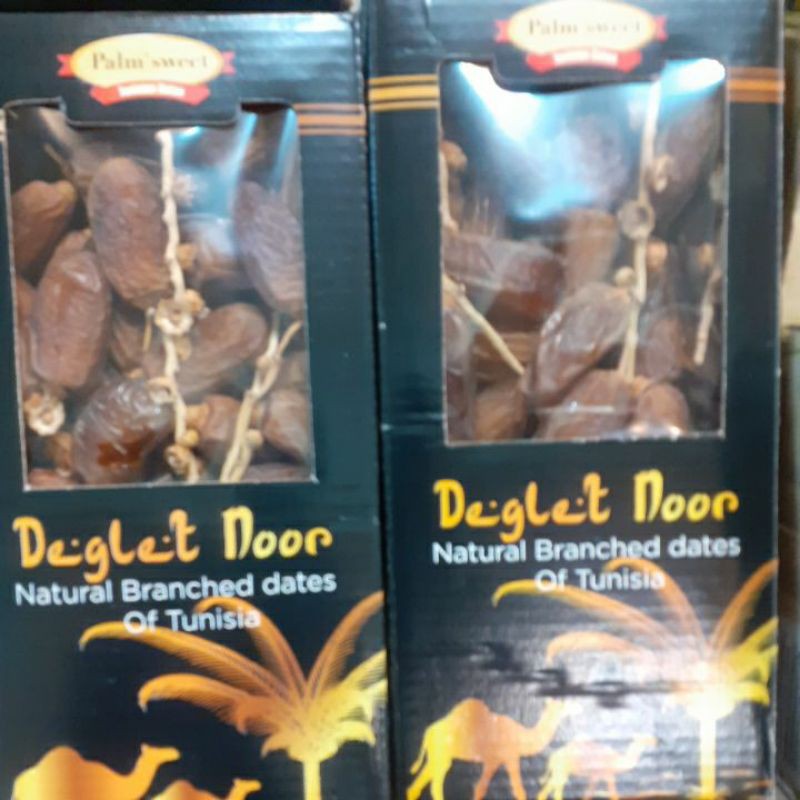 Palm'sweet
Deglet Noor
Natural Branched dates
Of Tunisia
Palm'sweet
Deglet Noor
Natural Branched dates
Of Tunisia